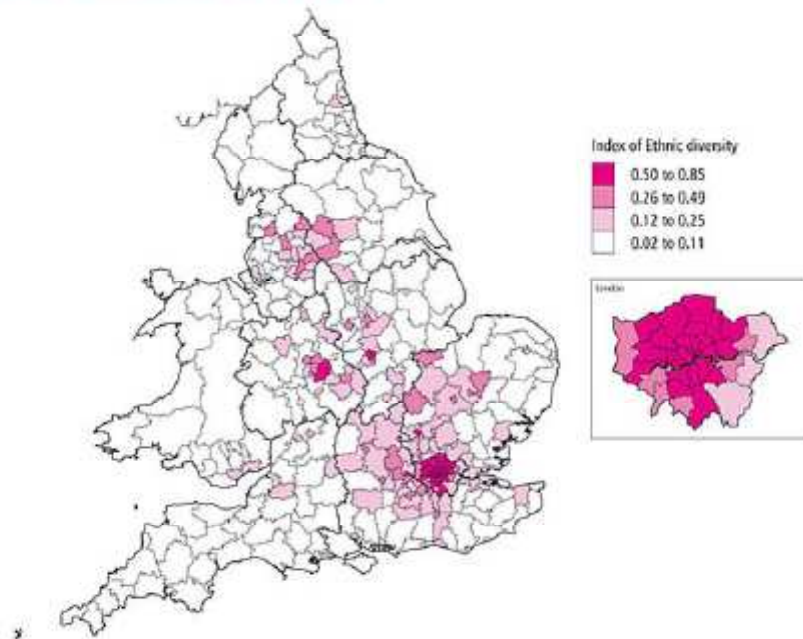 Index of Ethnic diversity
0.50 to 0.85
0.26 to 0.49
0.12 to 0.25
0.02 to 0.11
London